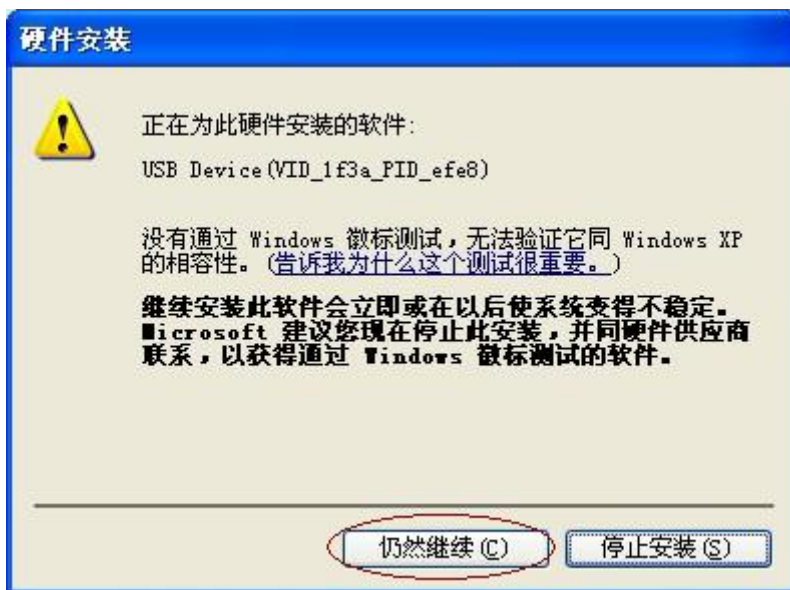 硬件安装
正在为此硬件安装的软件:
USB Device(VID_1f3a_PID_efe8)
没有通过 Windows 徽标测试，无法验证它同 Windows XP
的相容性。(告诉我为什么这个测试很重要。)
继续安装此软件会立即或在以后使系统变得不稳定。
Microsoft 建议您现在停止此安装，并同硬件供应商
联系，以获得通过 Windows 徽标测试的软件。
仍然继续(C)
停止安装(S)